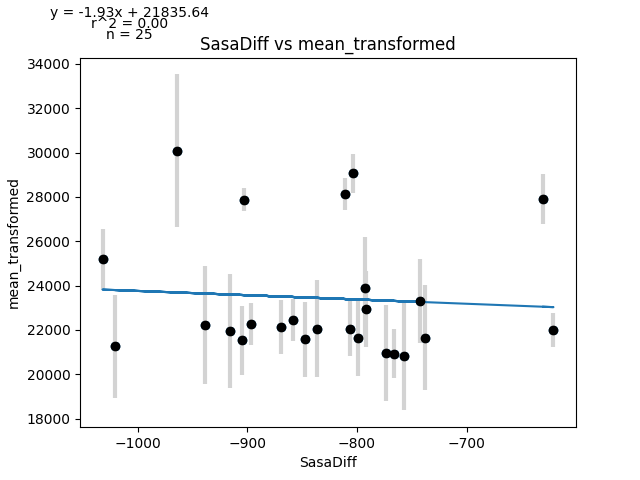 y = -1.93x + 21835.64
r^2 = 0.00
n = 25
SasaDiff vs mean_transformed
34000
32000
30000
28000
26000
24000
22000
20000
18000
mean_transformed
−1000
−900
−800
−700
SasaDiff